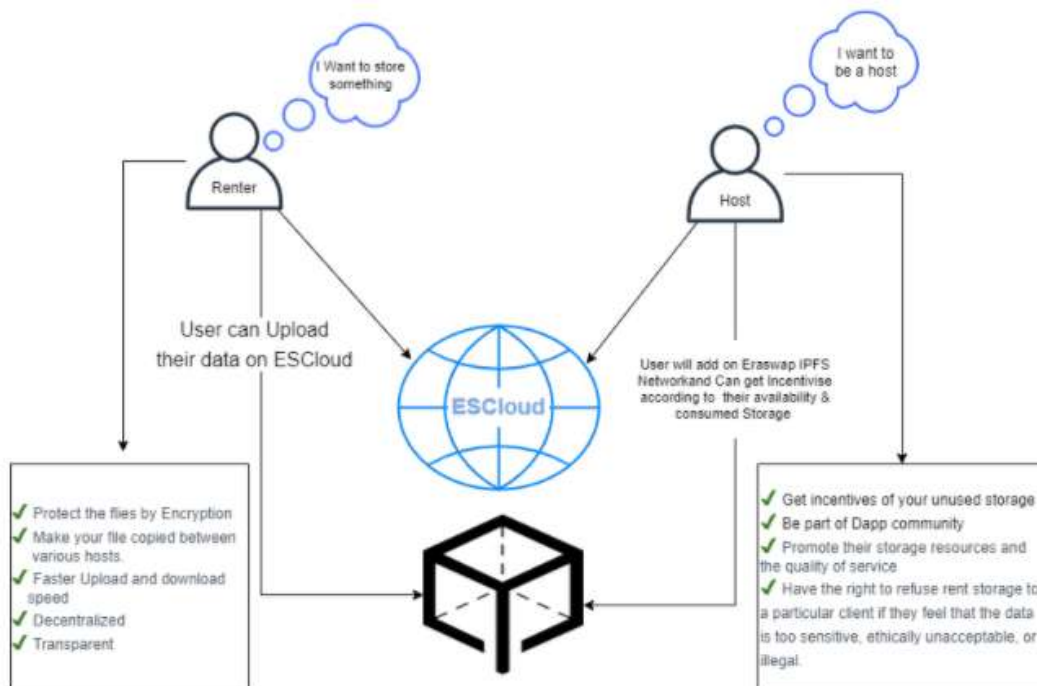 I Want to store
something
I want to
be a host
Renter
Host
User can Upload
their data on ESCloud
ESCloud
User will add on Eraswap IPFS
Networkand Can get Incentivise
according to their availability &
consumed Storage
Protect the flies by Encryption
Make your file copied between
various hosts.
Faster Upload and download
speed
Decentralized
Transparent
Get incentives of your unused storage
Be part of Dapp community
Promote their storage resources and
the quality of service
Have the right to refuse rent storage to
a particular client if they feel that the data
is too sensitive, ethically unacceptable, or
illegal.